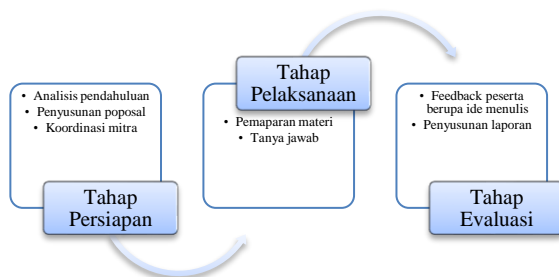 • Analisis pendahuluan
• Penyusunan poposal
• Koordinasi mitra
Tahap
Persiapan
Tahap
Pelaksanaan
• Pemaparan materi
• Tanya jawab
• Feedback peserta
berupa ide menulis
• Penyusunan laporan
Tahap
Evaluasi